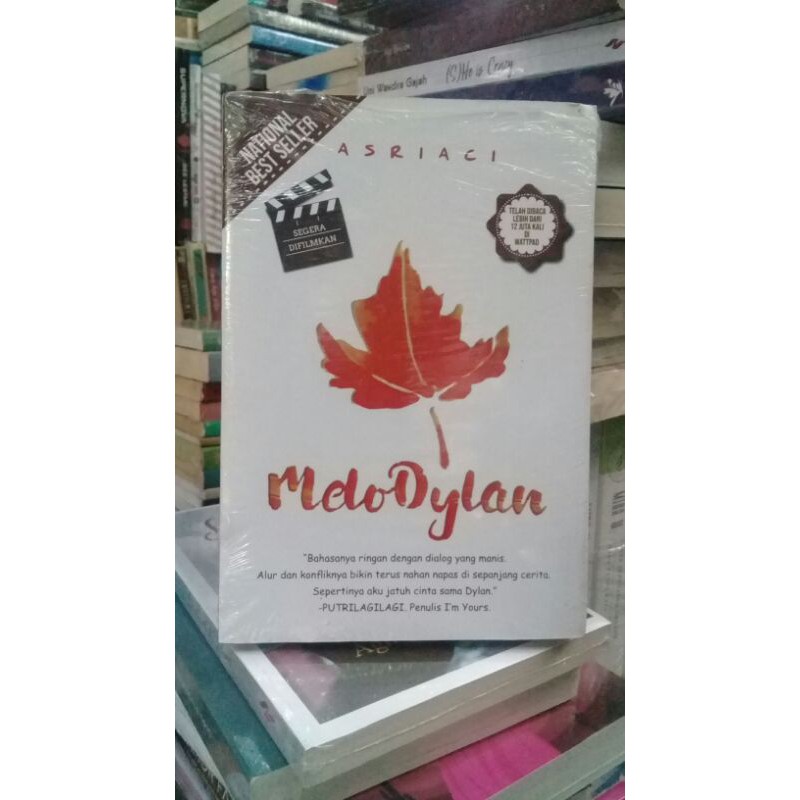 Uni Wandra Gajah
(S)He is Crazy
NATIONAL
BEST SELLER
ASRIACI
SEGERA
DIFILMKAN
TELAH DIBACA
LEBIH DARI
12 JUTA KALI
DI
WATTPAD
MeloDylan
"Bahasanya ringan dengan dialog yang manis.
Alur dan konfliknya bikin terus nahan napas di sepanjang cerita.
Sepertinya aku jatuh cinta sama Dylan."
-PUTRILAGILAGI. Penulis I'm Yours.